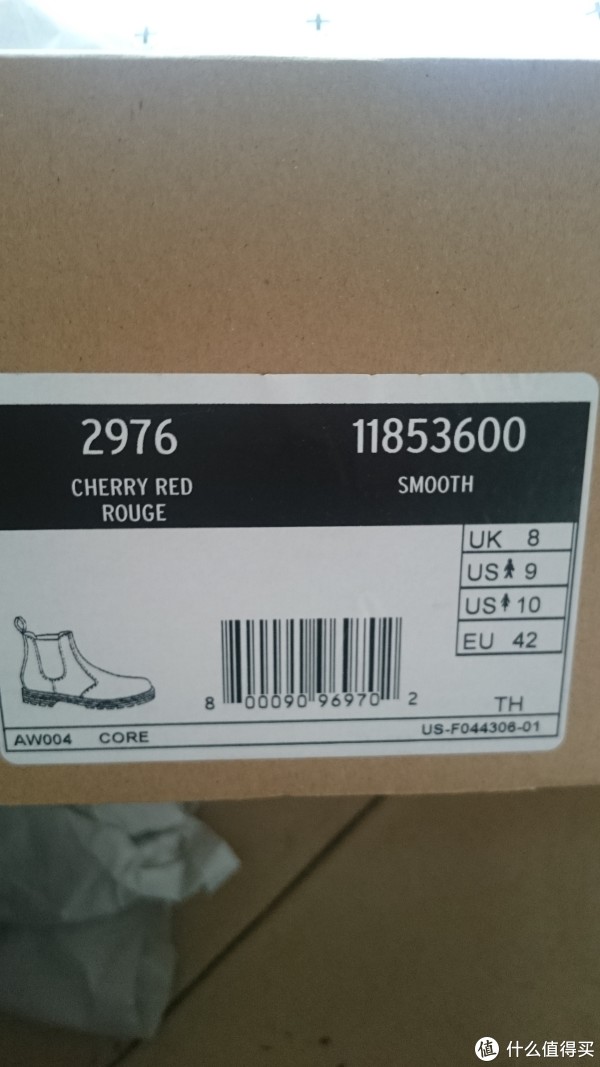 2976
11853600
CHERRY RED
ROUGE
SMOOTH
UK 8
US 9
US 10
EU 42
8 00090 96970 2
TH
AW004 CORE
US-F044306-01
值 什么值得买